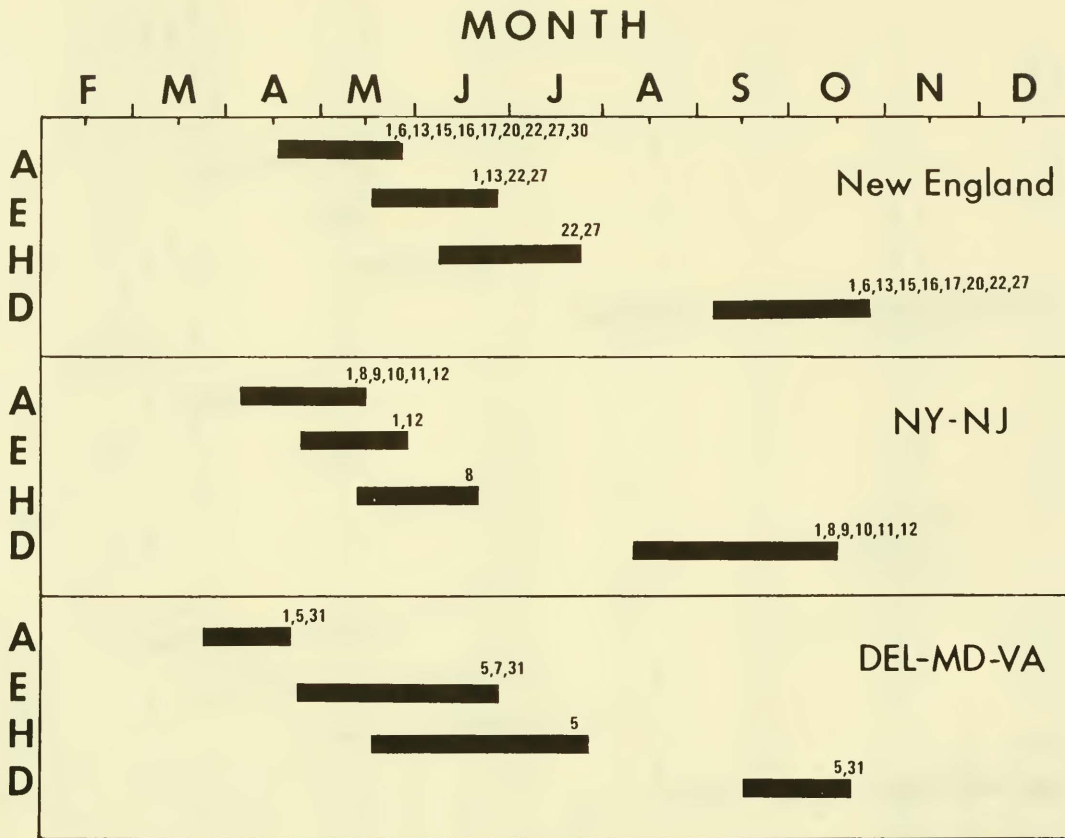 MONTH
F M A M J J A S O N D
A 1,6,13,15,16,17,20,22,27,30
New England
E 1,13,22,27
H 22,27
D 1,6,13,15,16,17,20,22,27
A 1,8,9,10,11,12
NY-NJ
E 1,12
H 8
D 1,8,9,10,11,12
A 1,5,31
DEL-MD-VA
E 5,7,31
H 5
D 5,31